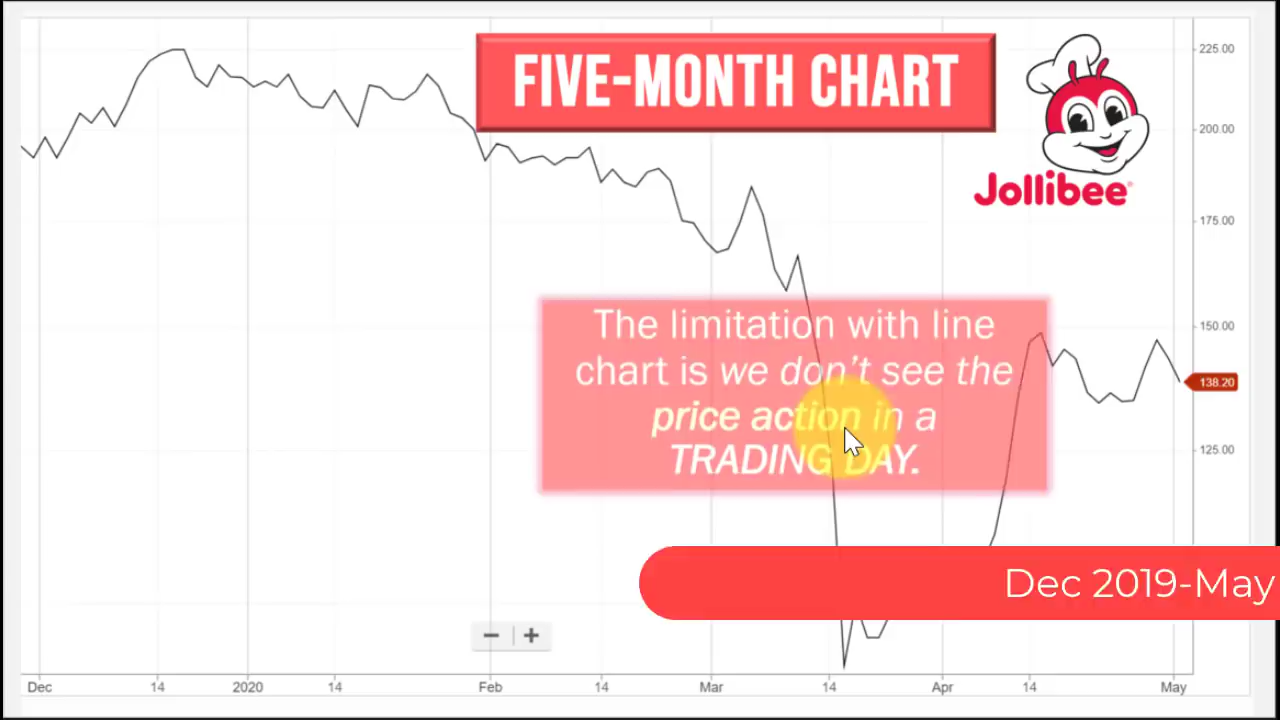 FIVE-MONTH CHART
Jollibee
225.00
200.00
175.00
150.00
138.20
125.00
The limitation with line
chart is we don't see the
price action in a
TRADING DAY.
Dec 2019-May
− +
Dec 14 2020 14 Feb 14 Mar 14 Apr 14 May